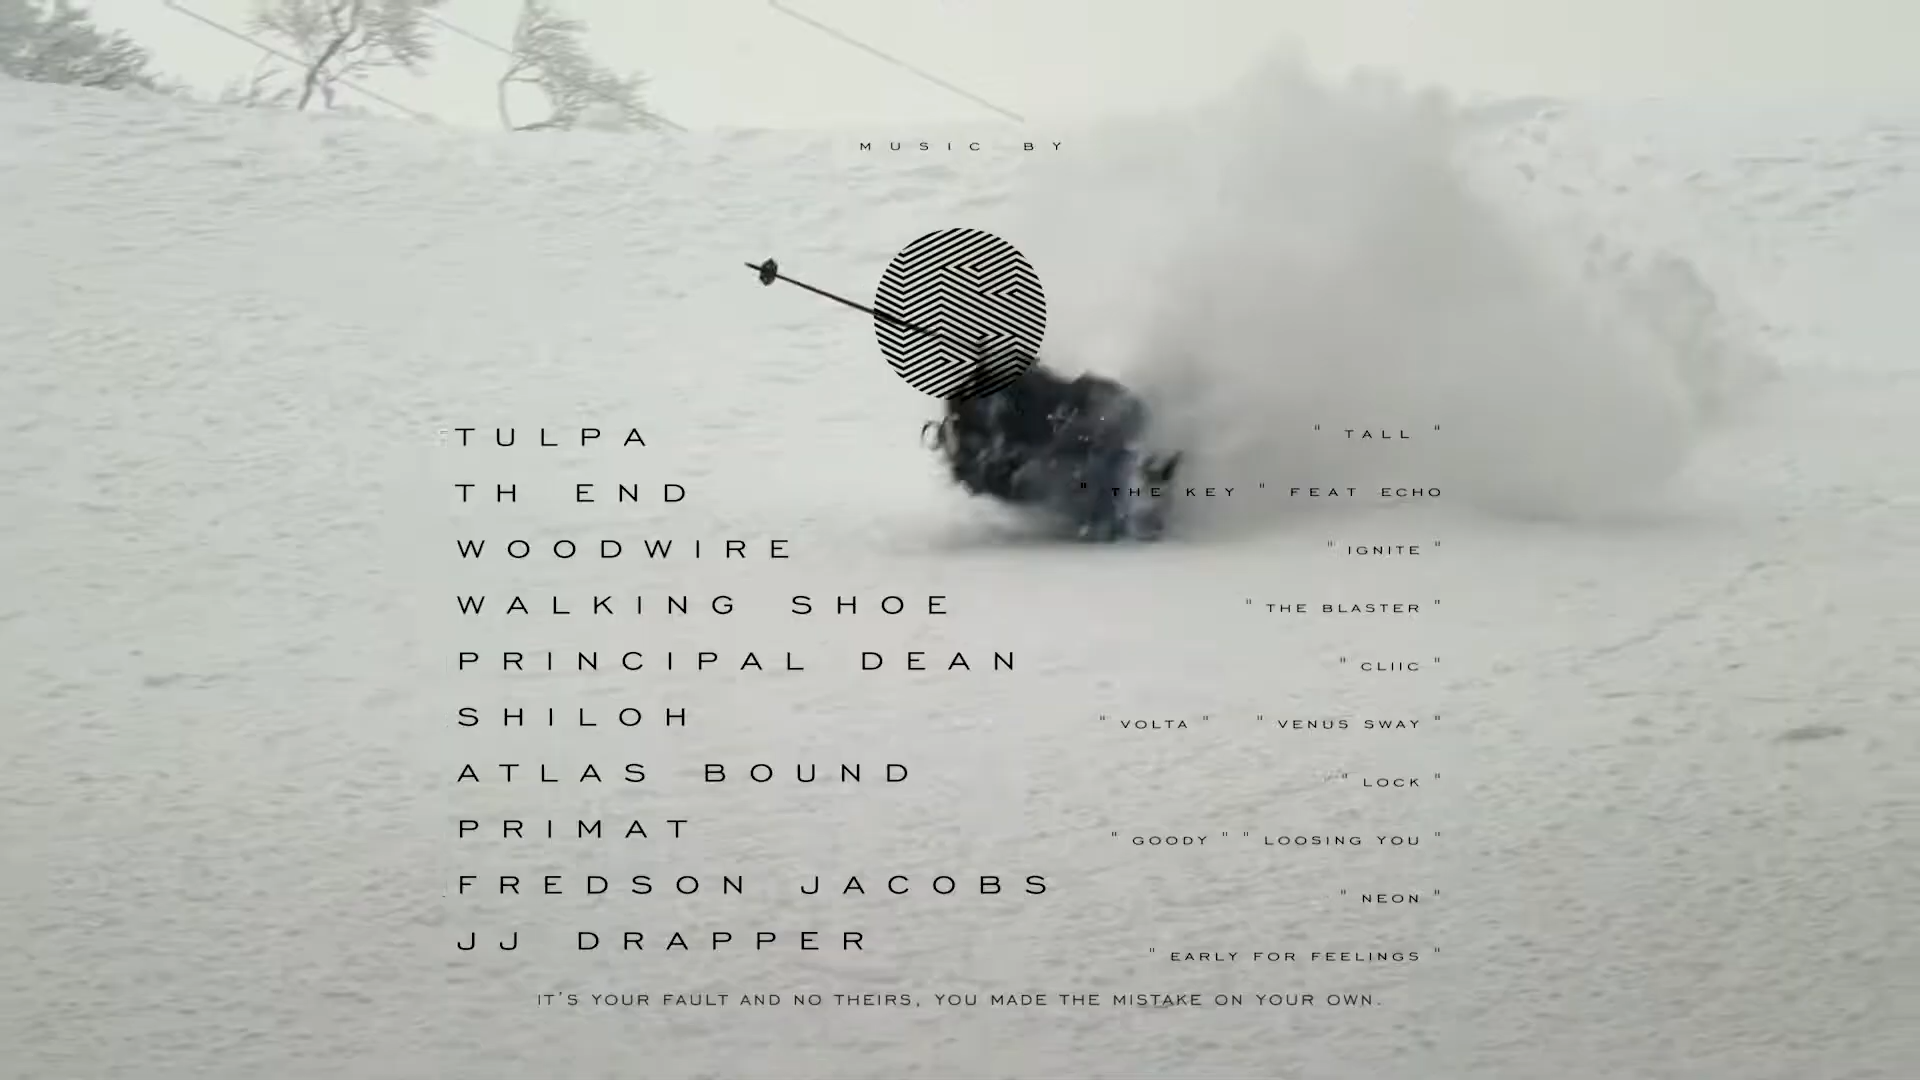 MUSIC BY
TULPA " TALL "
TH END " THE KEY " FEAT ECHO
WOODWIRE " IGNITE "
WALKING SHOE " THE BLASTER "
PRINCIPAL DEAN " CLIIC "
SHILOH " VOLTA " " VENUS SWAY "
ATLAS BOUND " LOCK "
PRIMAT " GOODY " " LOOSING YOU "
FREDSON JACOBS " NEON "
JJ DRAPPER " EARLY FOR FEELINGS "
IT'S YOUR FAULT AND NO THEIRS, YOU MADE THE MISTAKE ON YOUR OWN.